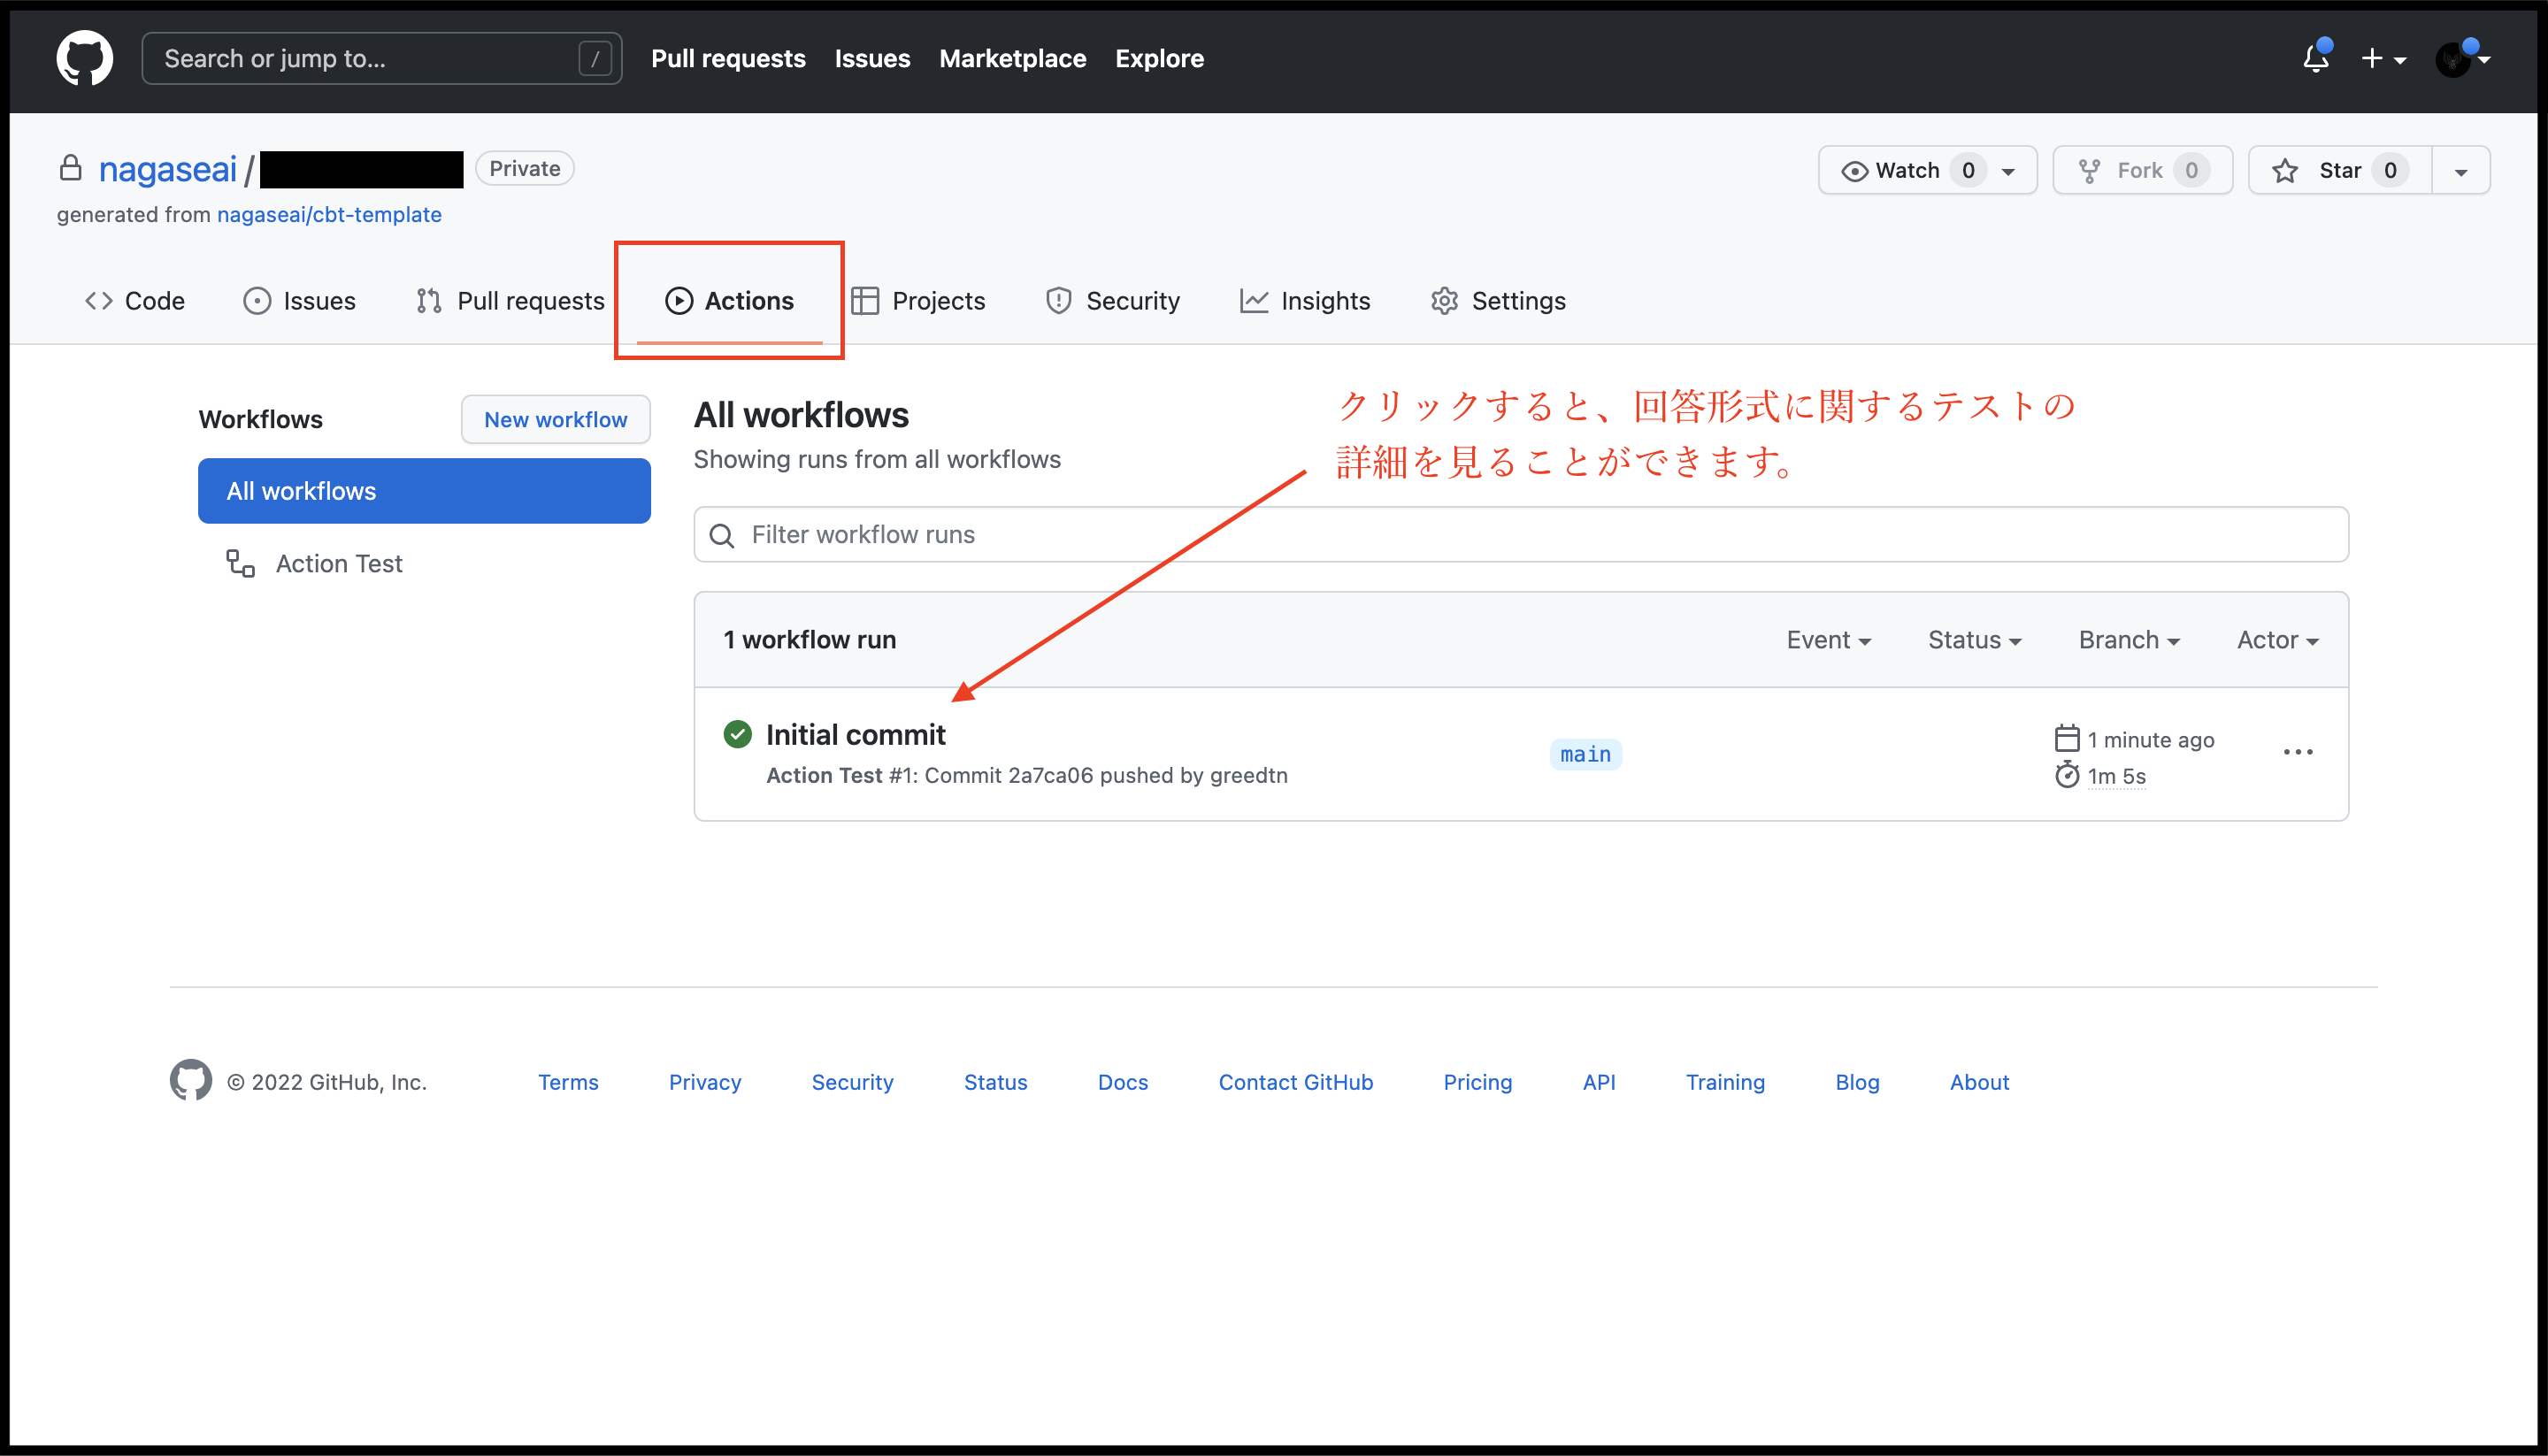 Search or jump to... /
Pull requests Issues Marketplace Explore
nagaseai / Private
Watch 0 Fork 0 Star 0
generated from nagaseai/cbt-template
Code Issues Pull requests Actions Projects Security Insights Settings
Workflows
New workflow
All workflows
Action Test
All workflows
Showing runs from all workflows
クリックすると、回答形式に関するテストの
詳細を見ることができます。
Filter workflow runs
1 workflow run
Event Status Branch Actor
Initial commit
Action Test #1: Commit 2a7ca06 pushed by greedtn
main
1 minute ago
1m 5s
© 2022 GitHub, Inc. Terms Privacy Security Status Docs Contact GitHub Pricing API Training Blog About